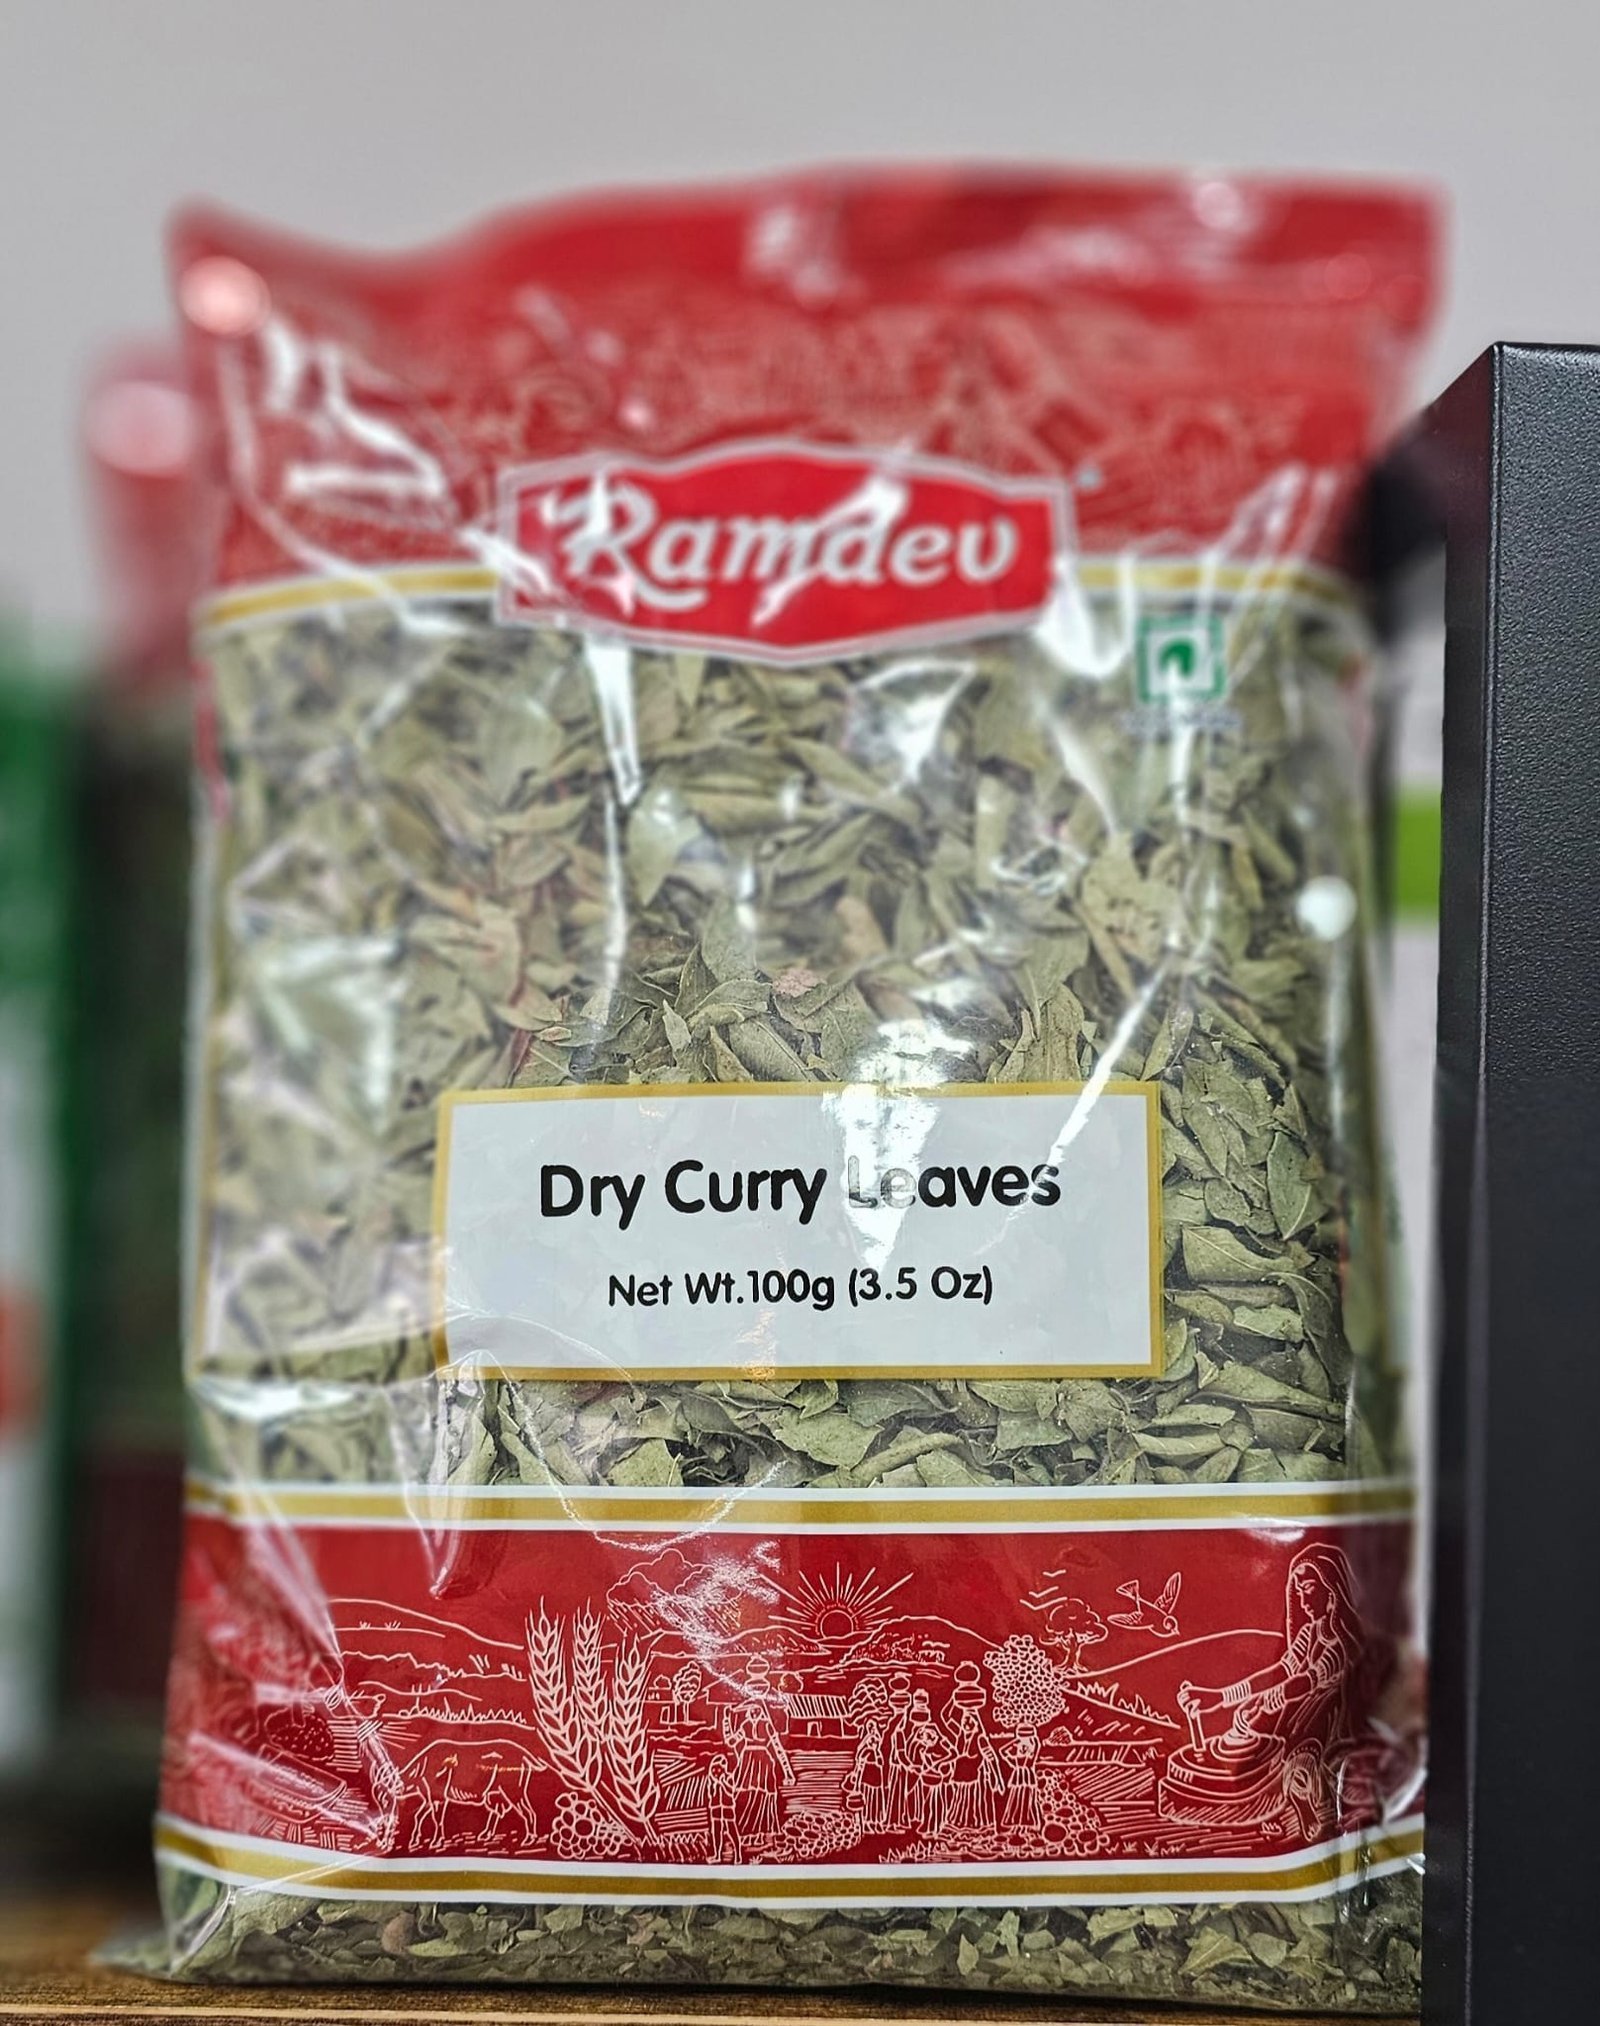 Ramdev
Dry Curry Leaves
Net Wt.100g (3.5 Oz)